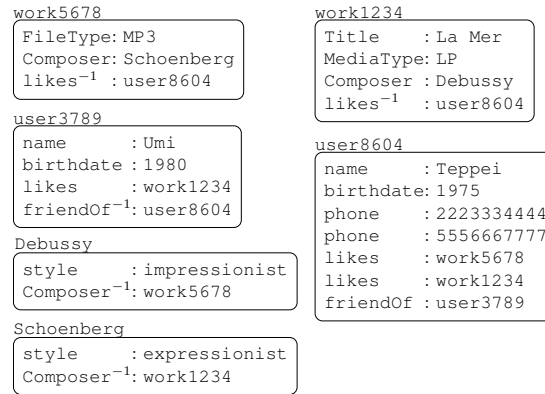 work5678
FileType: MP3
Composer: Schoenberg
likes⁻¹ : user8604
user3789
name : Umi
birthdate : 1980
likes : work1234
friendOf⁻¹: user8604
Debussy
style : impressionist
Composer⁻¹: work5678
Schoenberg
style : expressionist
Composer⁻¹: work1234
work1234
Title : La Mer
MediaType: LP
Composer : Debussy
likes⁻¹ : user8604
user8604
name : Teppei
birthdate: 1975
phone : 2223334444
phone : 5556667777
likes : work5678
likes : work1234
friendOf : user3789